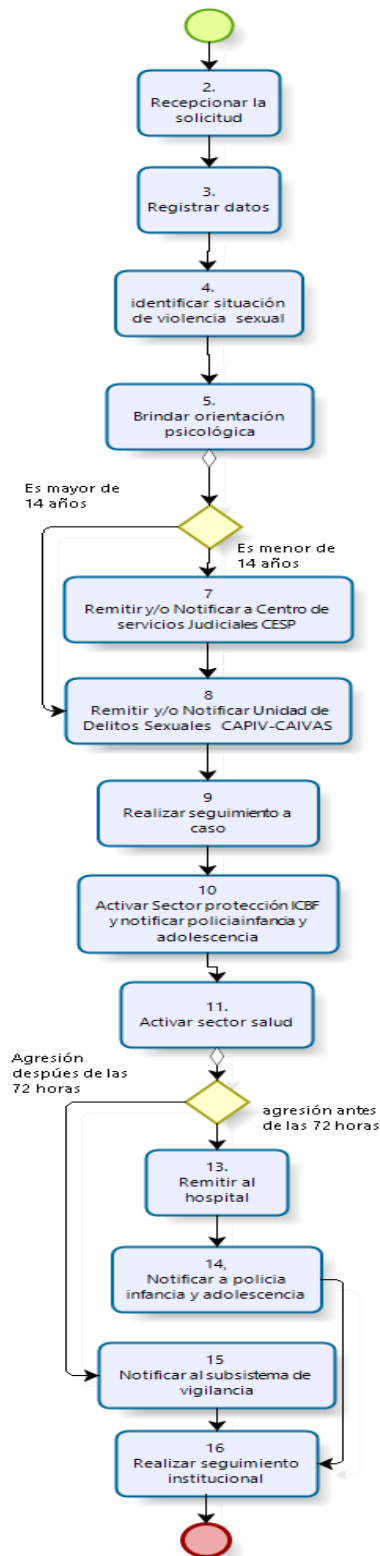 2.
Recepcionar la
solicitud
3.
Registrar datos
4.
identificar situación
de violencia sexual
5.
Brindar orientación
psicológica
Es mayor de
14 años
Es menor de
14 años
7
Remitir y/o Notificar a Centro de
servicios Judiciales CESP
8
Remitir y/o Notificar Unidad de
Delitos Sexuales CAPIV-CAIVAS
9
Realizar seguimiento a
caso
10
Activar Sector protección ICBF
y notificar policia infancia y
adolescencia
11.
Activar sector salud
Agresión
despúes de las
72 horas
agresión antes
de las 72 horas
13.
Remitir al
hospital
14,
Notificar a policia
infancia y adolescencia
15
Notificar al subsistema de
vigilancia
16
Realizar seguimiento
institucional